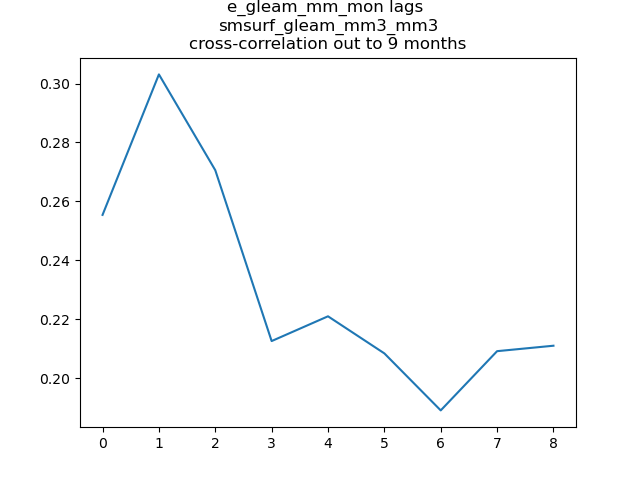 e_gleam_mm_mon lags
smsurf_gleam_mm3_mm3
cross-correlation out to 9 months
0.30
0.28
0.26
0.24
0.22
0.20
0 1 2 3 4 5 6 7 8